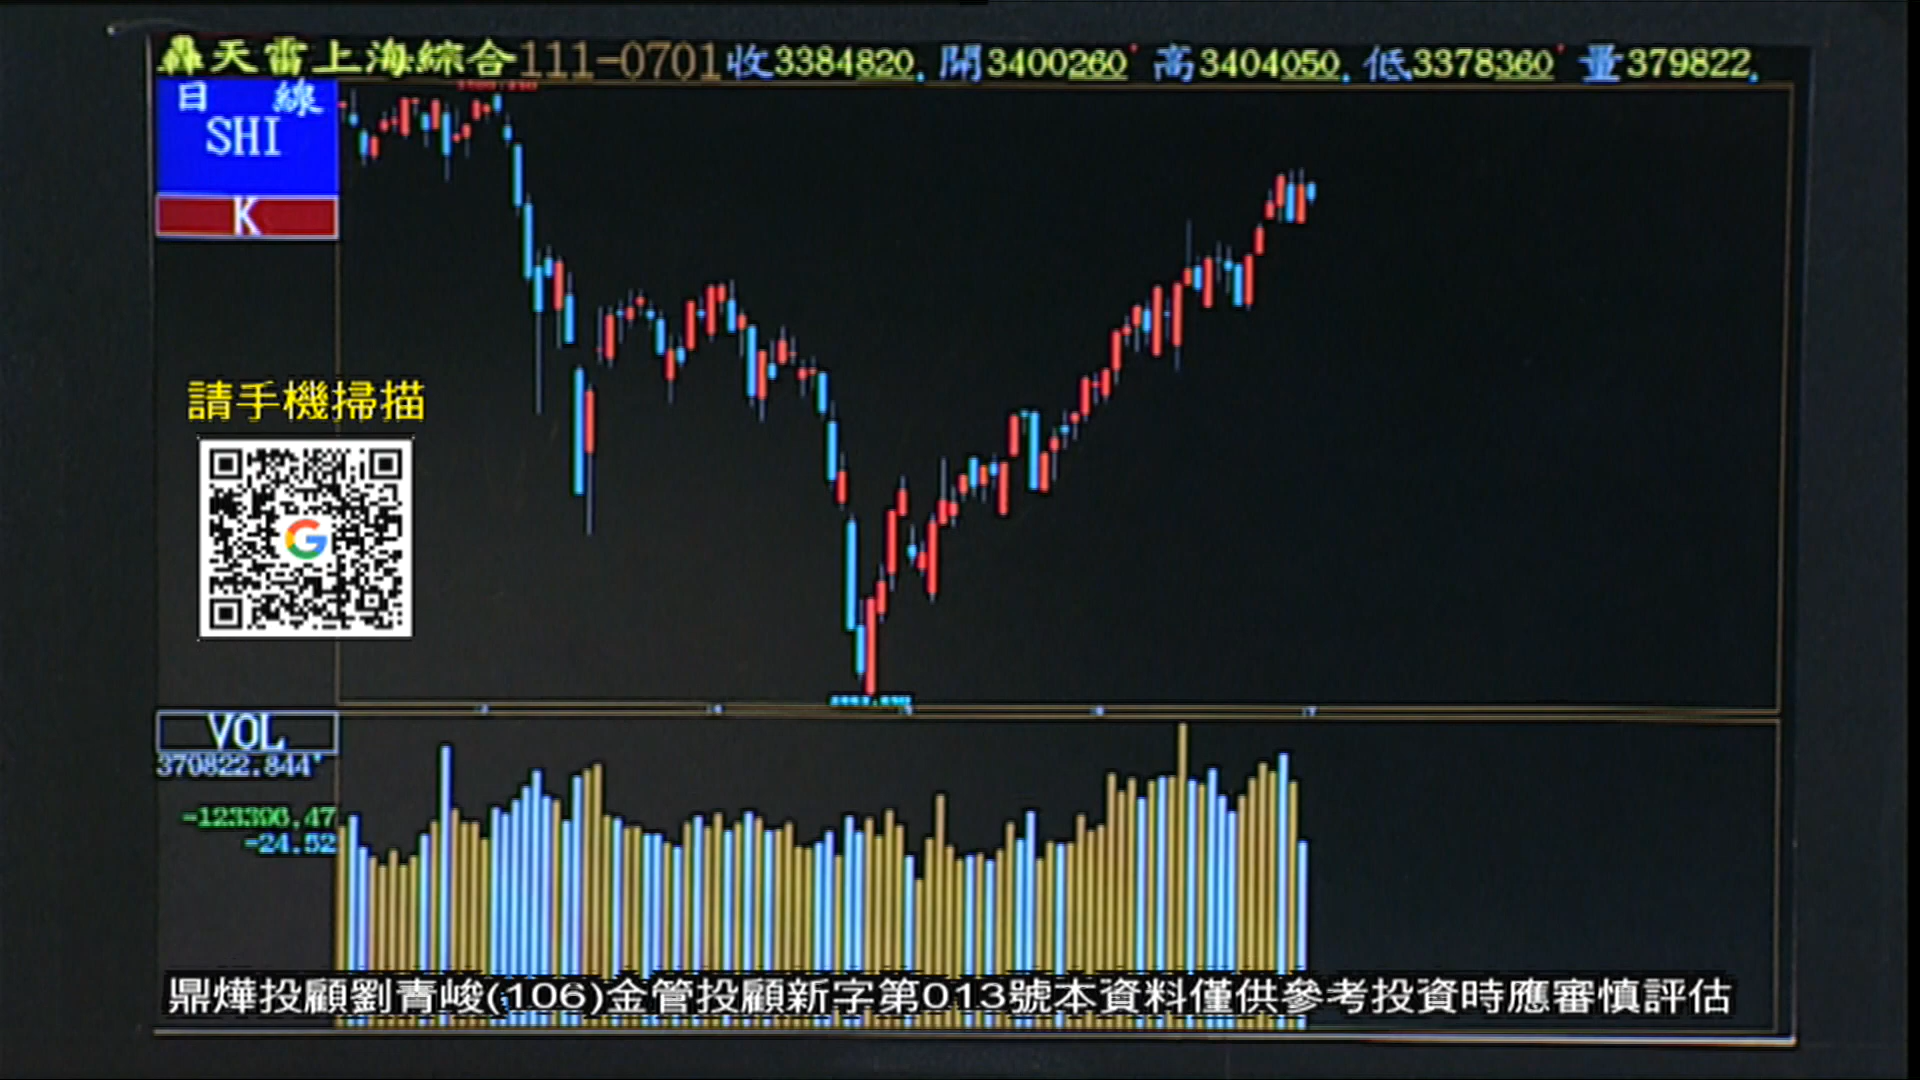 轟天雷上海綜合111-0701收3384820 開3400260 高3404050 低3378360 量379822
日 線
SHI
K
請手機掃描
VOL
370822.844
-123396.47
-24.52
鼎燁投顧劉青峻(106)金管投顧新字第013號本資料僅供參考投資時應審慎評估